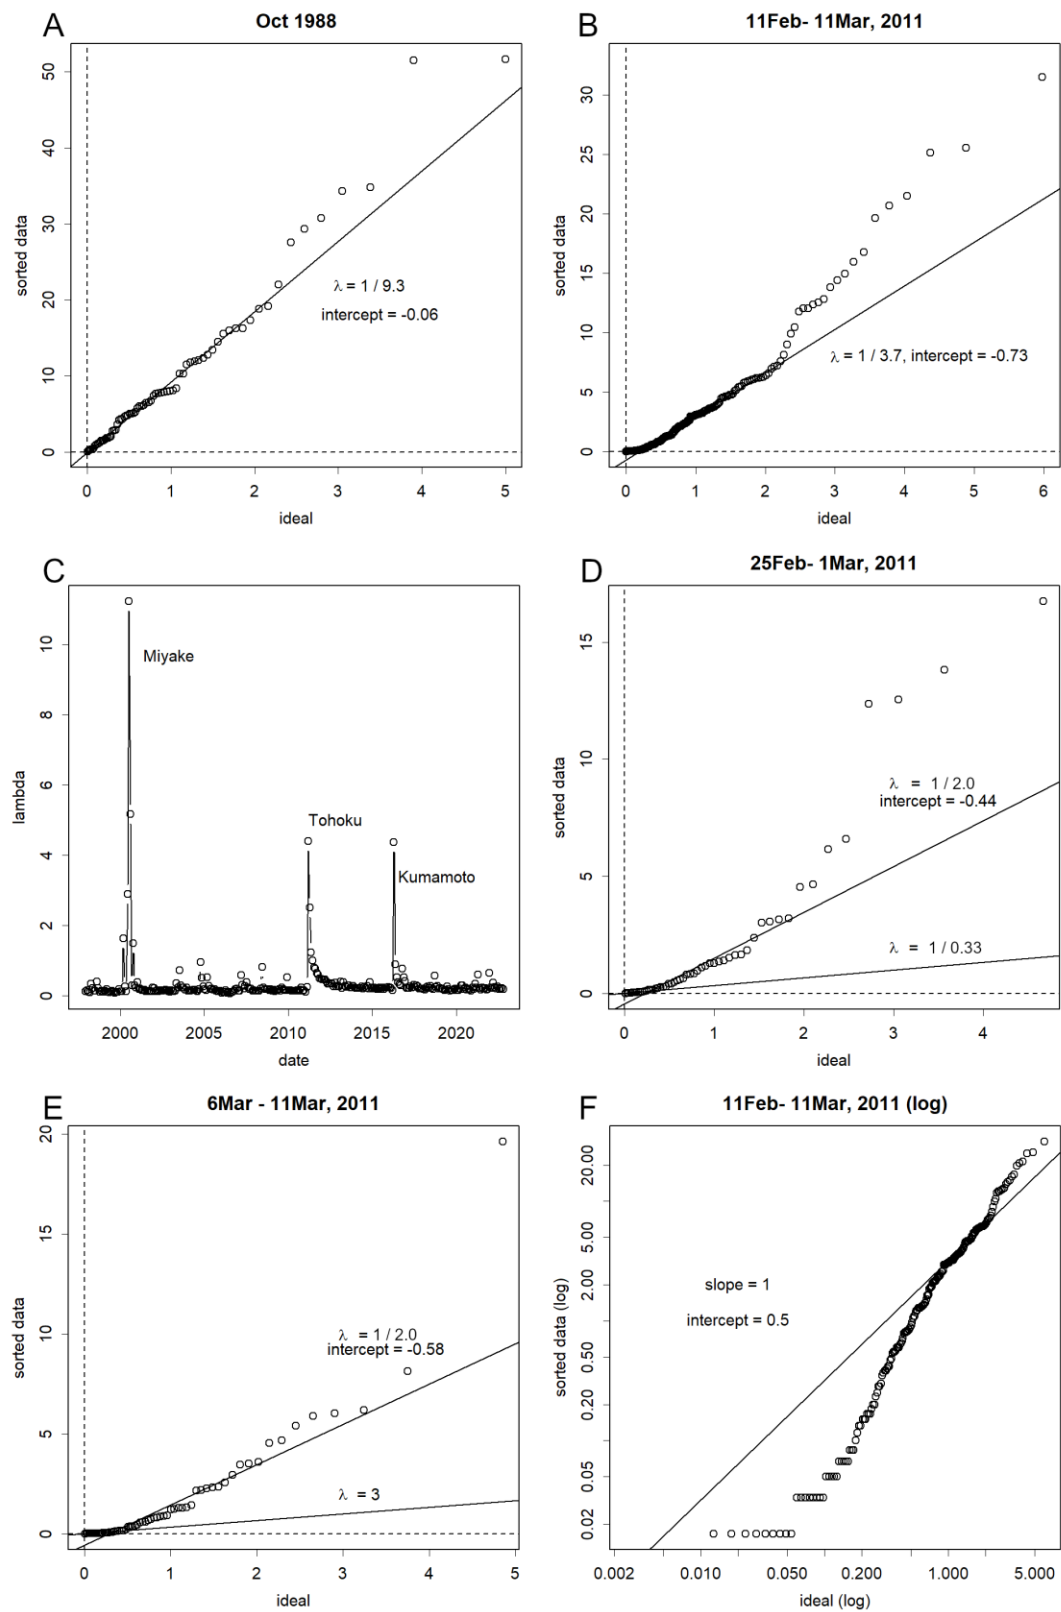 A
Oct 1988
50
40
30
20
10
0
sorted data
λ = 1 / 9.3
intercept = -0.06
0 1 2 3 4 5
ideal
B
11Feb- 11Mar, 2011
30
25
20
15
10
5
0
sorted data
λ = 1 / 3.7, intercept = -0.73
0 1 2 3 4 5 6
ideal
C
10
8
6
4
2
0
lambda
Miyake
Tohoku
Kumamoto
2000 2005 2010 2015 2020
date
D
25Feb- 1Mar, 2011
15
10
5
0
sorted data
λ = 1 / 2.0
intercept = -0.44
λ = 1 / 0.33
0 1 2 3 4
ideal
E
6Mar - 11Mar, 2011
20
15
10
5
0
sorted data
λ = 1 / 2.0
intercept = -0.58
λ = 3
0 1 2 3 4 5
ideal
F
11Feb- 11Mar, 2011 (log)
20.00
5.00
2.00
0.50
0.20
0.05
0.02
sorted data (log)
slope = 1
intercept = 0.5
0.002 0.010 0.050 0.200 1.000 5.000
ideal (log)